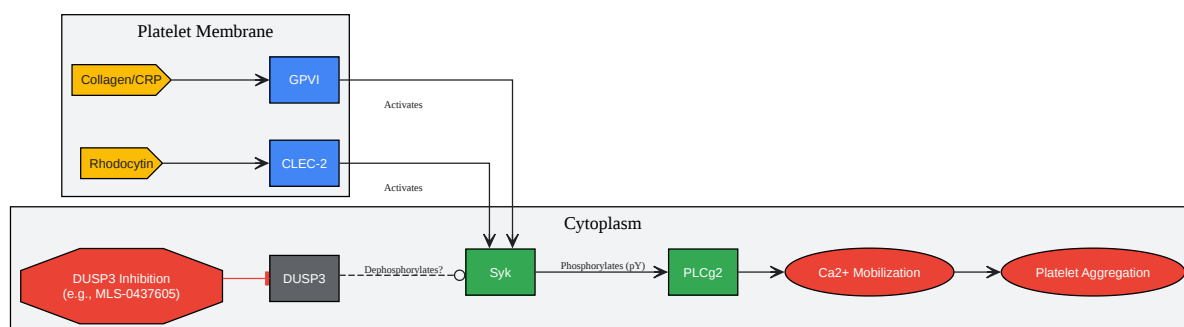 Platelet Membrane
Collagen/CRP
GPVI
Activates
Rhodocytin
CLEC-2
Activates
Cytoplasm
DUSP3 Inhibition
(e.g., MLS-0437605)
DUSP3
Dephosphorylates?
Syk
Phosphorylates (pY)
PLCg2
Ca2+ Mobilization
Platelet Aggregation